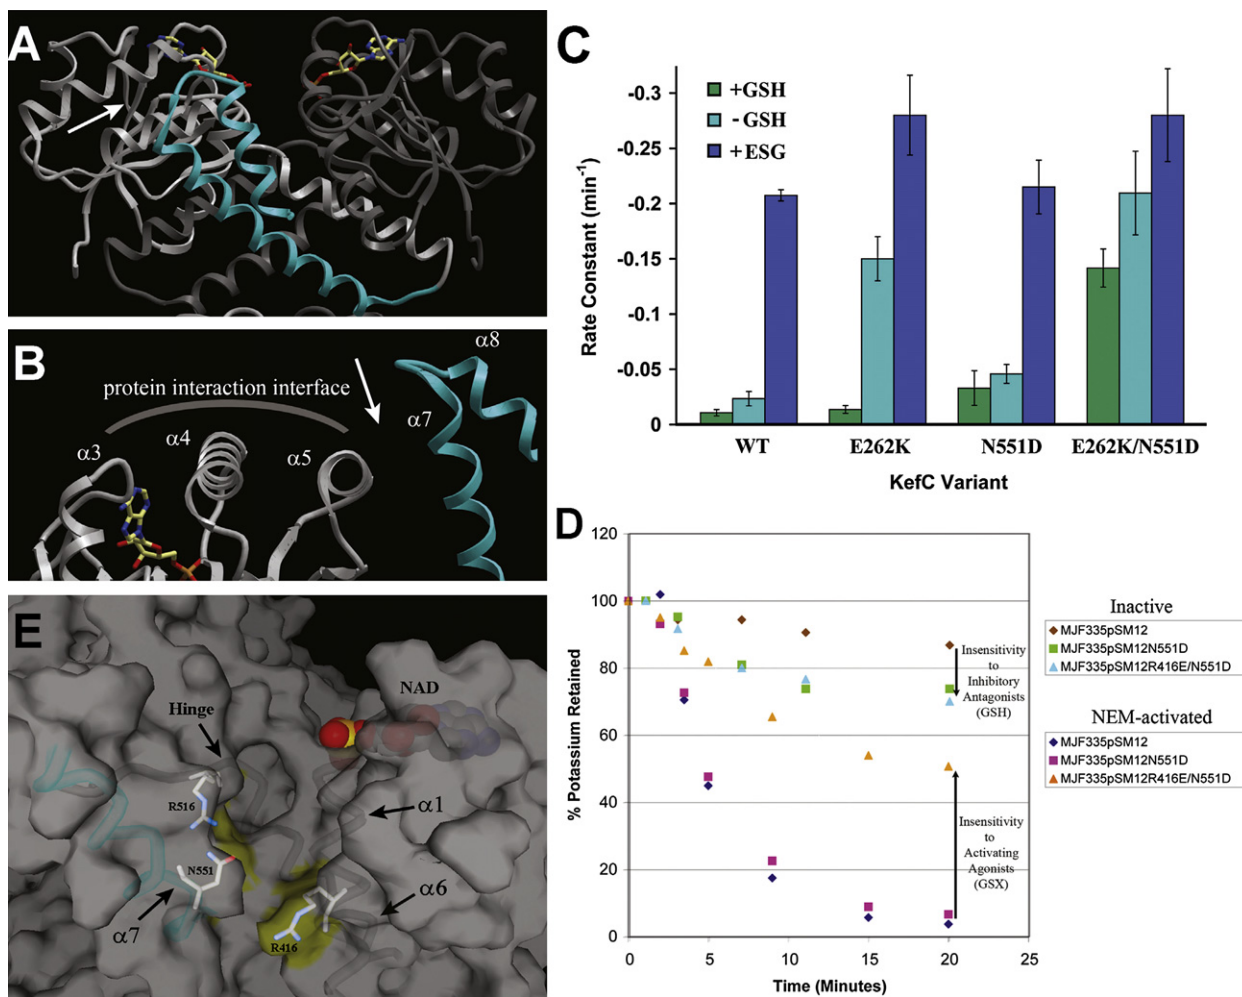 A
B
α8
protein interaction interface
α7
α4
α3
α5
C
+GSH
-GSH
+ESG
-0.3
-0.25
-0.2
-0.15
-0.1
-0.05
0
Rate Constant (min⁻¹)
WT
E262K
N551D
E262K/N551D
KefC Variant
D
120
100
80
60
40
20
0
% Potassium Retained
0
5
10
15
20
25
Time (Minutes)
Insensitivity
to
Inhibitory
Antagonists
(GSH)
Insensitivity
to
Activating
Agonists
(GSX)
Inactive
MJF335pSM12
MJF335pSM12N551D
MJF335pSM12R416E/N551D
NEM-activated
MJF335pSM12
MJF335pSM12N551D
MJF335pSM12R416E/N551D
E
NAD
Hinge
R516
α1
N551
α6
α7
R416